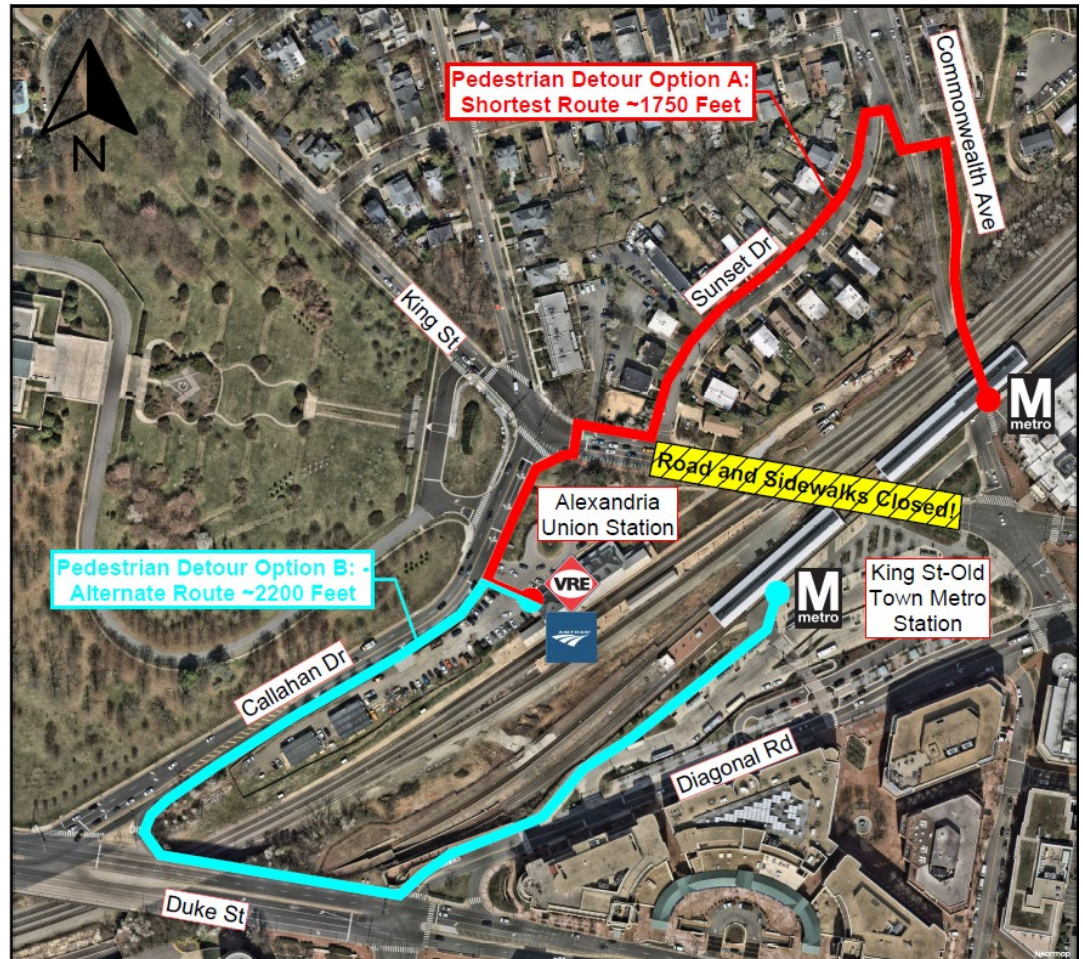 Pedestrian Detour Option A:
Shortest Route ~1750 Feet
Commonwealth Ave
N
Sunset Dr
King St
M
metro
Road and Sidewalks Closed!
Alexandria
Union Station
Pedestrian Detour Option B: -
Alternate Route ~2200 Feet
VRE
AMTRAK
M
metro
King St-Old
Town Metro
Station
Callahan Dr
Diagonal Rd
Duke St
Nearmap